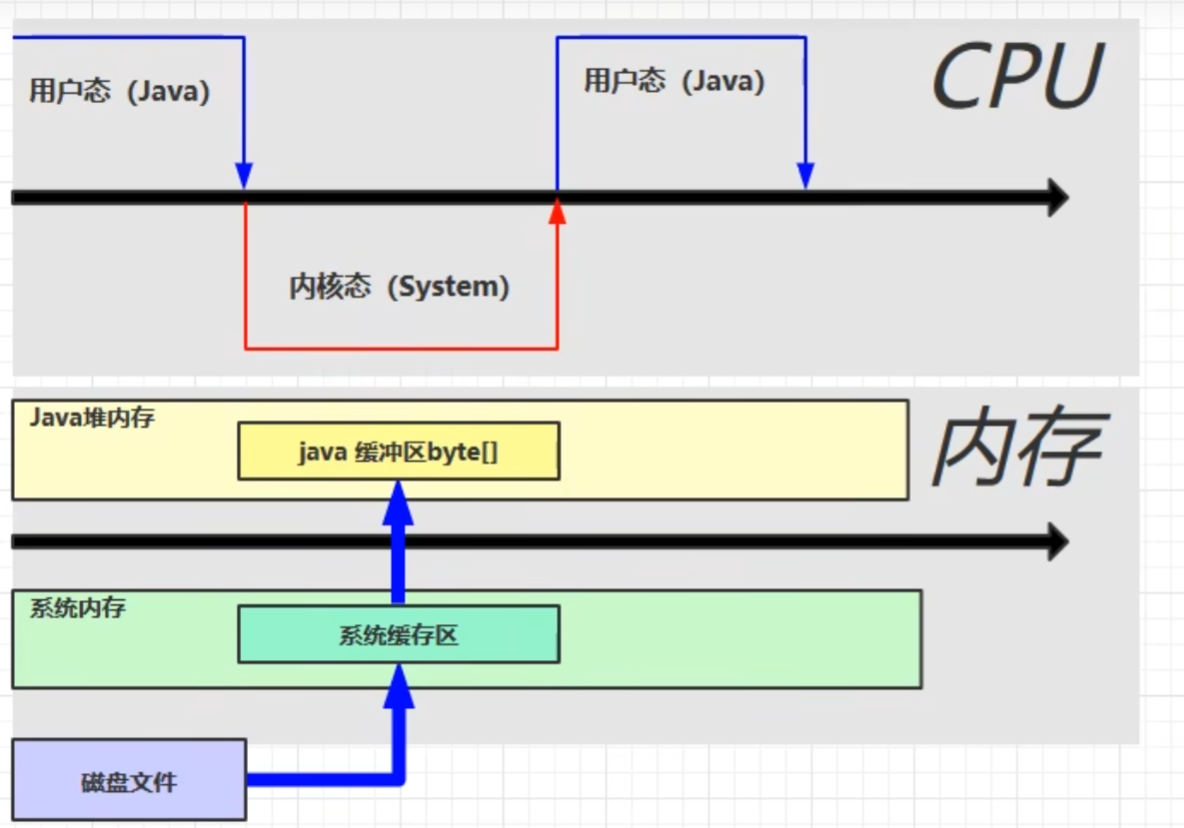 用户态（Java）
用户态（Java）
CPU
内核态（System）
Java堆内存
java 缓冲区byte[]
内存
系统内存
系统缓存区
磁盘文件